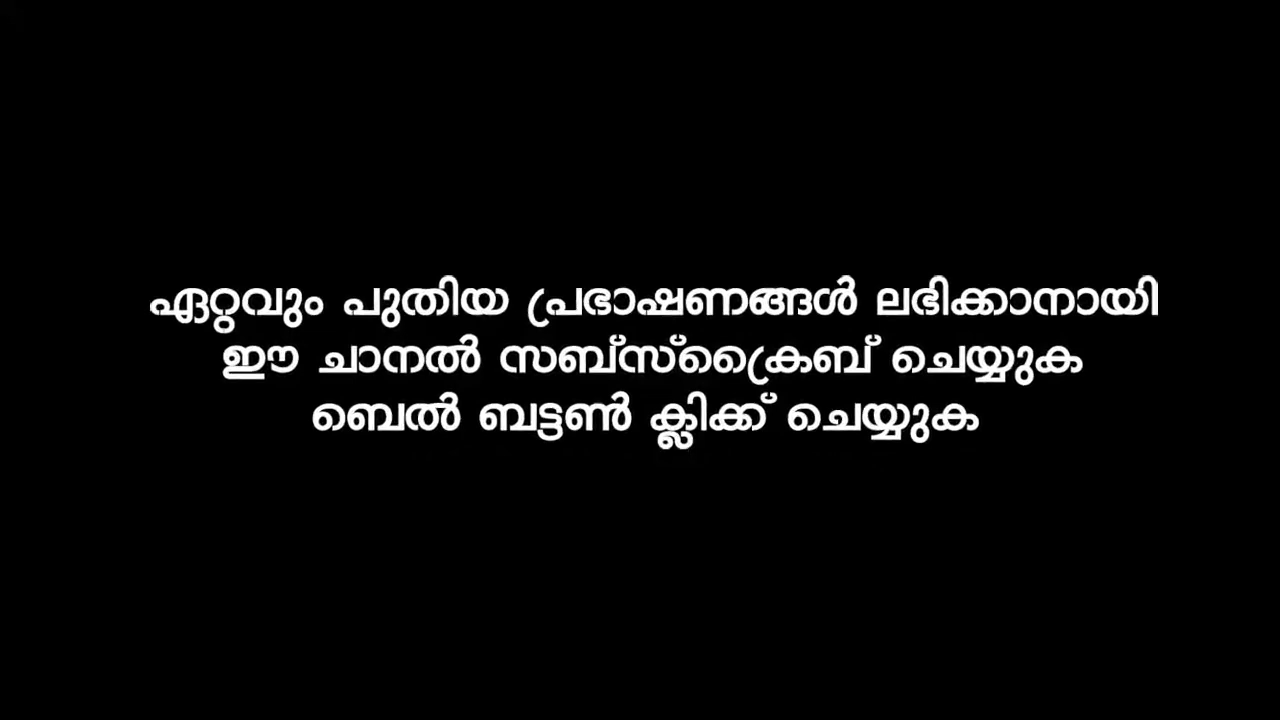 ഏറ്റവും പുതിയ പ്രഭാഷണങ്ങൾ ലഭിക്കാനായി
ഈ ചാനൽ സബ്സ്ക്രൈബ് ചെയ്യുക
ബെൽ ബട്ടൺ ക്ലിക്ക് ചെയ്യുക